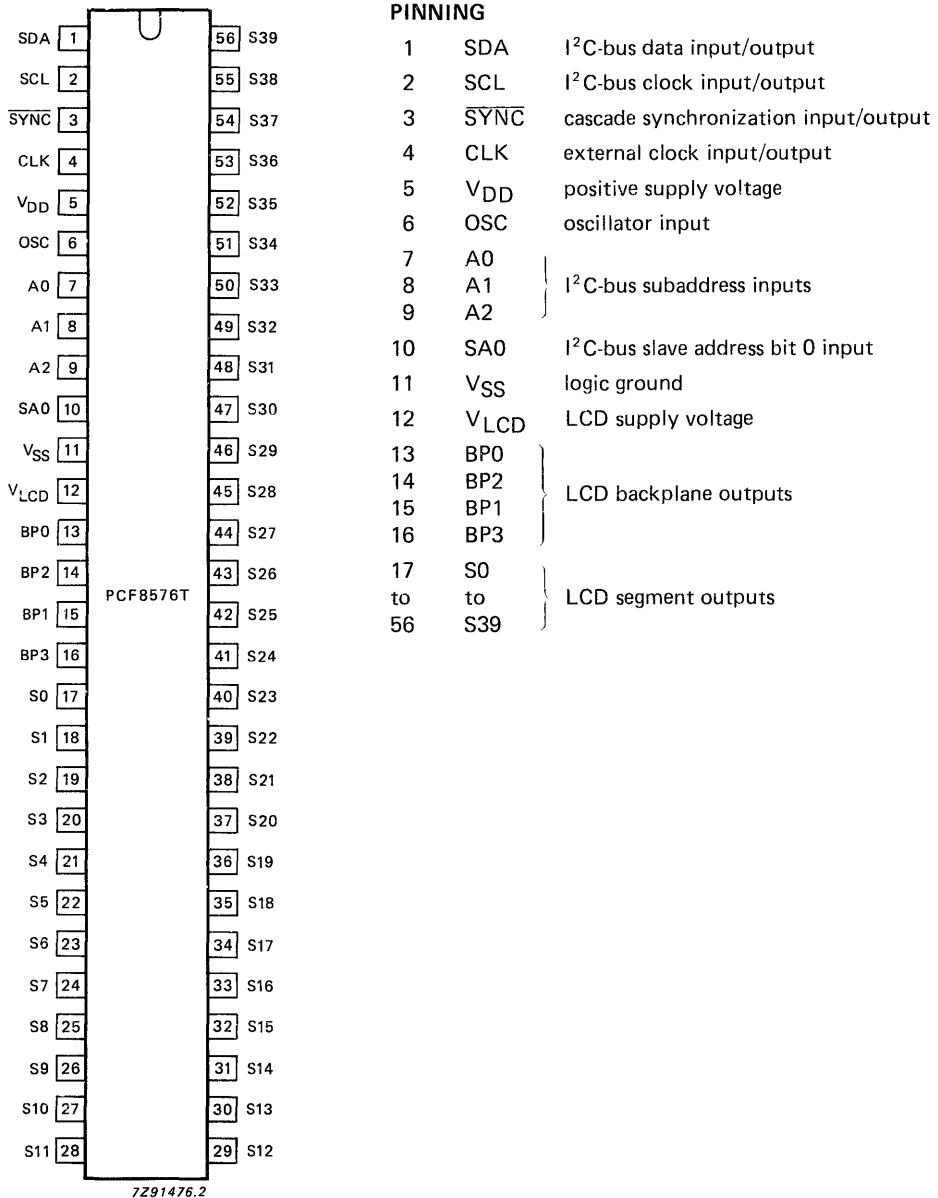 PINNING
SDA 1 56 S39
SCL 2 55 S38
SYNC 3 54 S37
CLK 4 53 S36
VDD 5 52 S35
OSC 6 51 S34
A0 7 50 S33
A1 8 49 S32
A2 9 48 S31
SA0 10 47 S30
VSS 11 46 S29
VLCD 12 45 S28
BP0 13 44 S27
BP2 14 43 S26
PCF8576T
BP1 15 42 S25
BP3 16 41 S24
S0 17 40 S23
S1 18 39 S22
S2 19 38 S21
S3 20 37 S20
S4 21 36 S19
S5 22 35 S18
S6 23 34 S17
S7 24 33 S16
S8 25 32 S15
S9 26 31 S14
S10 27 30 S13
S11 28 29 S12
7Z91476.2
1 SDA I²C-bus data input/output
2 SCL I²C-bus clock input/output
3 SYNC cascade synchronization input/output
4 CLK external clock input/output
5 VDD positive supply voltage
6 OSC oscillator input
7 A0
8 A1 I²C-bus subaddress inputs
9 A2
10 SA0 I²C-bus slave address bit 0 input
11 VSS logic ground
12 VLCD LCD supply voltage
13 BP0
14 BP2
LCD backplane outputs
15 BP1
16 BP3
17 S0
to to LCD segment outputs
56 S39